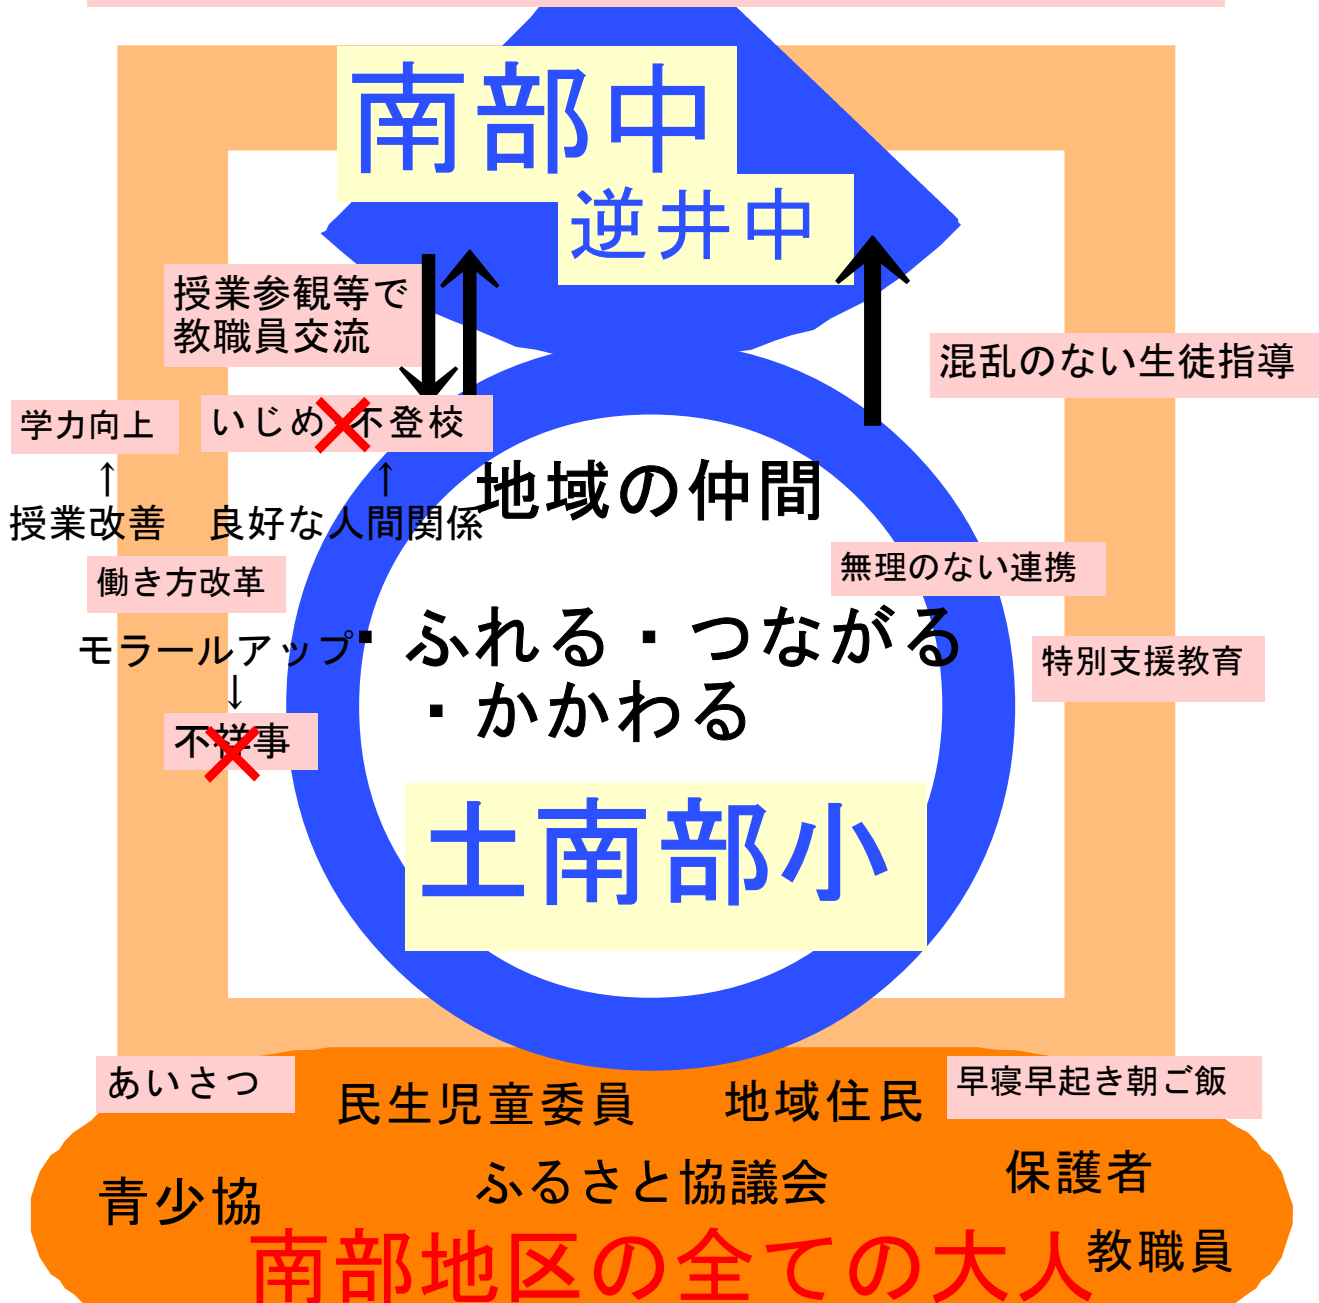 南部中
逆井中
授業参観等で
教職員交流
混乱のない生徒指導
学力向上
いじめ 不登校
↑ ↑
授業改善 良好な人間関係
地域の仲間
働き方改革
無理のない連携
モラールアップ
・ふれる・つながる
・かかわる
特別支援教育
↓
不祥事
土南部小
あいさつ
民生児童委員
地域住民
早寝早起き朝ご飯
青少協
ふるさと協議会
保護者
南部地区の全ての大人
教職員